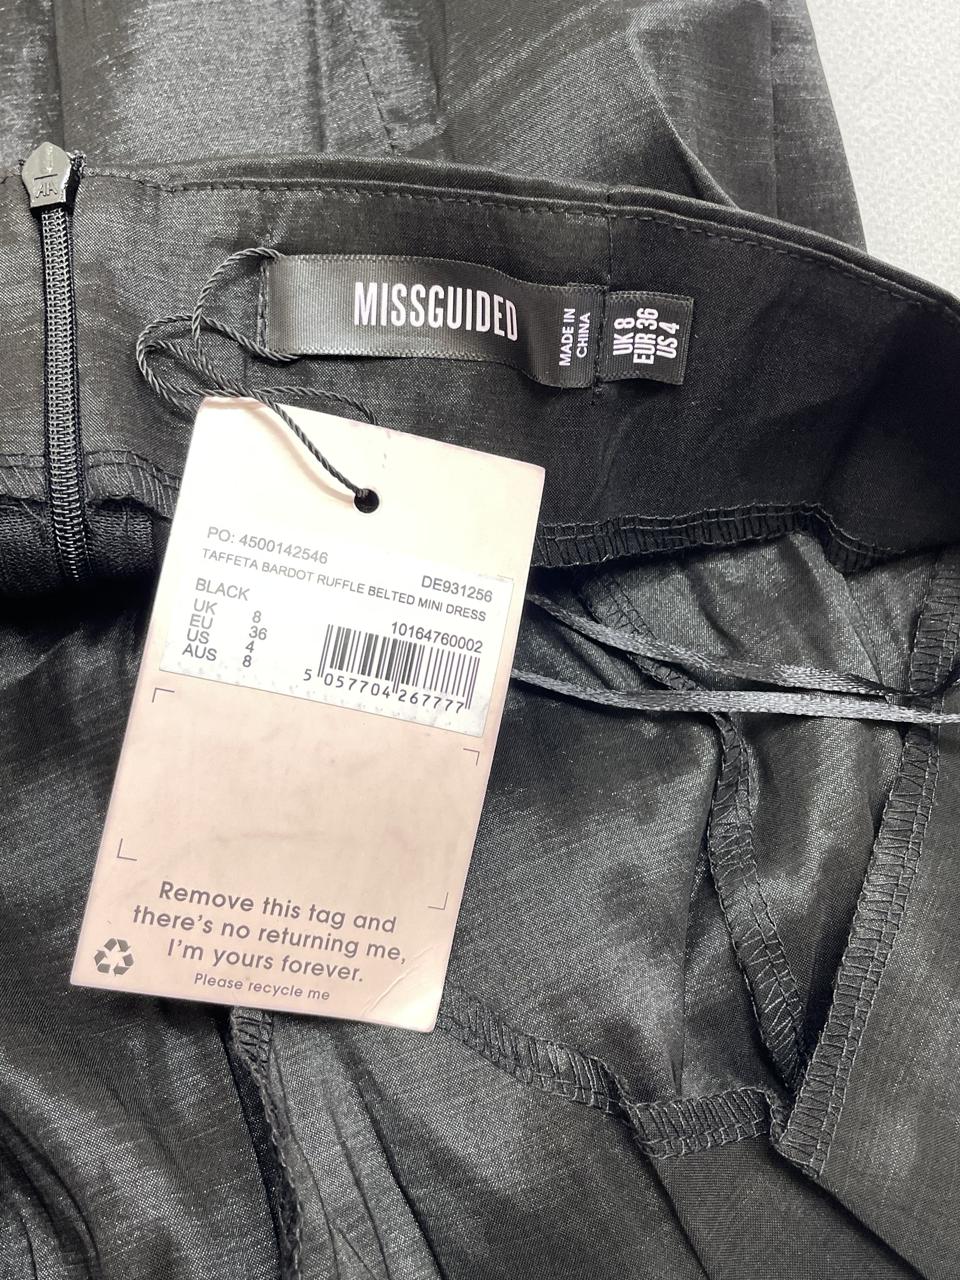 MISSGUIDED
MADE IN
CHINA
UK 8
EUR 36
US 4
PO: 4500142546
DE931256
TAFFETA BARDOT RUFFLE BELTED MINI DRESS
BLACK
10164760002
UK 8
EU 36
US 4
AUS 8
5 057704 267777
Remove this tag and
there's no returning me,
I'm yours forever.
Please recycle me